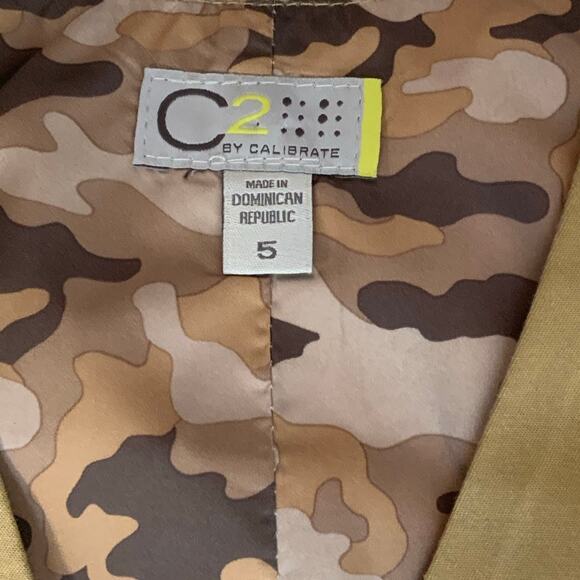 C2
BY CALIBRATE
MADE IN
DOMINICAN
REPUBLIC
5